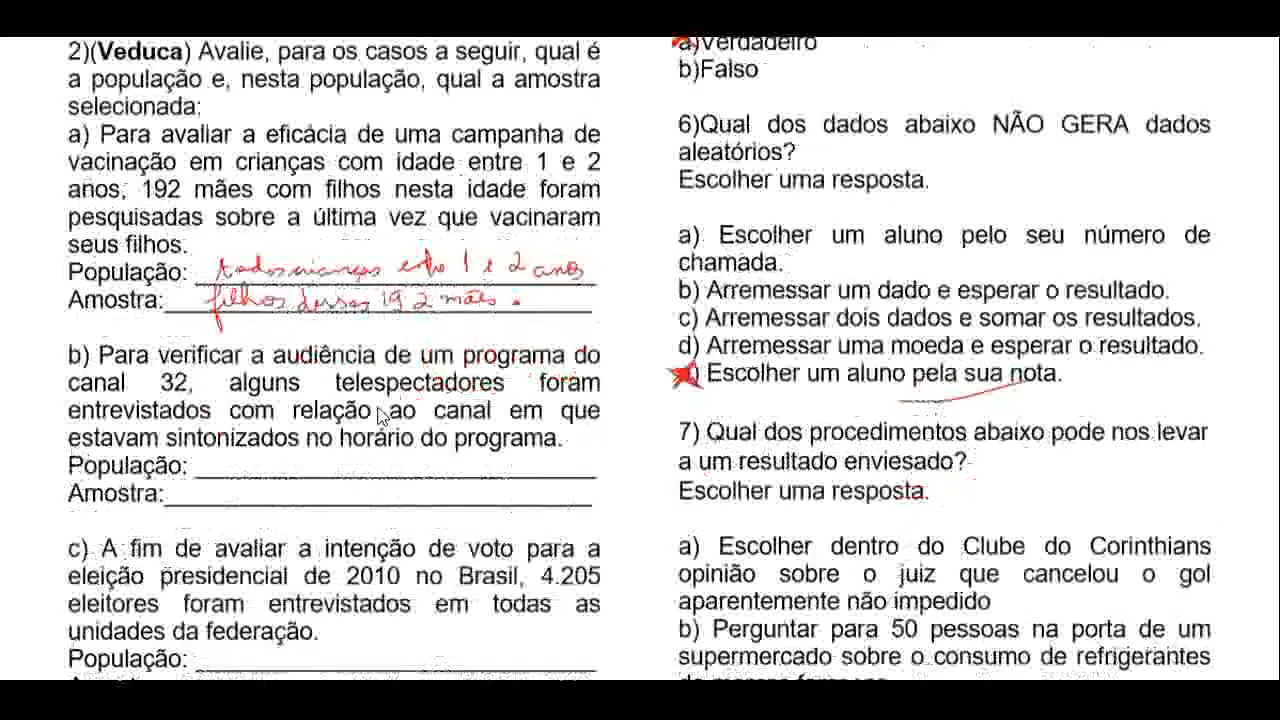 2)(Veduca) Avalie, para os casos a seguir, qual é
a população e, nesta população, qual a amostra
selecionada;
a) Para avaliar a eficácia de uma campanha de
vacinação em crianças com idade entre 1 e 2
anos, 192 mães com filhos nesta idade foram
pesquisadas sobre a última vez que vacinaram
seus filhos.
População: todas crianças entre 1 e 2 anos
Amostra: filhos dessas 192 mães.
b) Para verificar a audiência de um programa do
canal 32, alguns telespectadores foram
entrevistados com relação ao canal em que
estavam sintonizados no horário do programa.
População:
Amostra:
c) A fim de avaliar a intenção de voto para a
eleição presidencial de 2010 no Brasil, 4.205
eleitores foram entrevistados em todas as
unidades da federação.
População:
a)Verdadeiro
b)Falso
6)Qual dos dados abaixo NÃO GERA dados
aleatórios?
Escolher uma resposta.
a) Escolher um aluno pelo seu número de
chamada.
b) Arremessar um dado e esperar o resultado.
c) Arremessar dois dados e somar os resultados.
d) Arremessar uma moeda e esperar o resultado.
) Escolher um aluno pela sua nota.
7) Qual dos procedimentos abaixo pode nos levar
a um resultado enviesado?
Escolher uma resposta.
a) Escolher dentro do Clube do Corinthians
opinião sobre o juiz que cancelou o gol
aparentemente não impedido
b) Perguntar para 50 pessoas na porta de um
supermercado sobre o consumo de refrigerantes